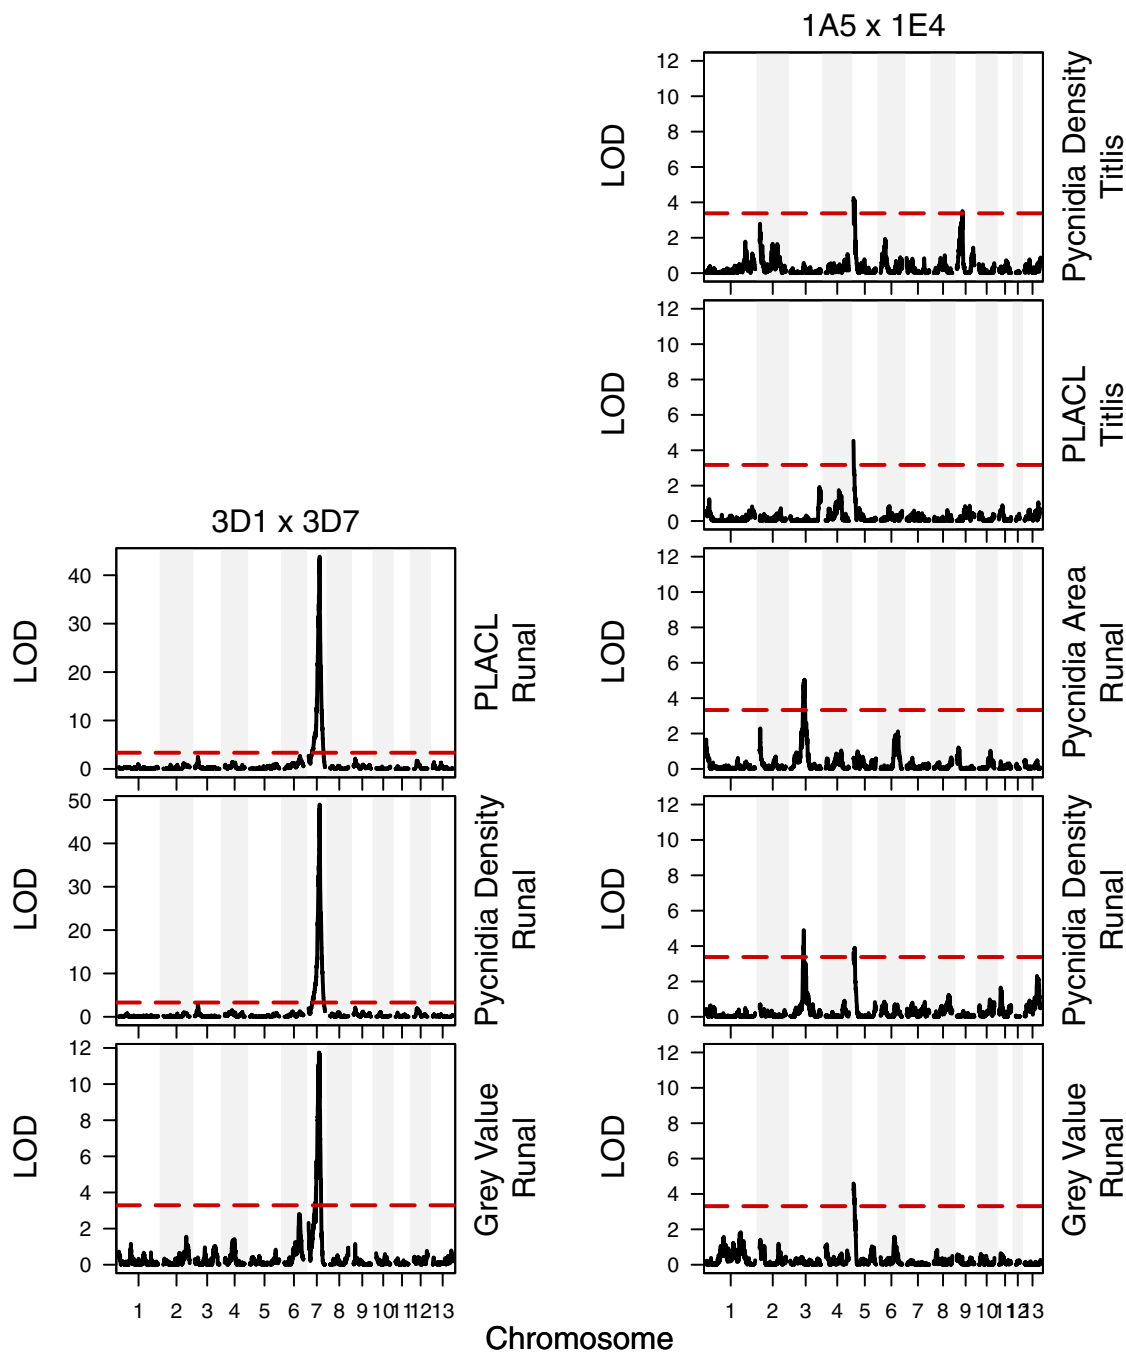 1A5 x 1E4
12
10
8
6
4
2
0
LOD
Pycnidia Density
Titlis
12
10
8
6
4
2
0
LOD
PLACL
Titlis
3D1 x 3D7
40
30
20
10
0
LOD
PLACL
Runal
12
10
8
6
4
2
0
LOD
Pycnidia Area
Runal
50
40
30
20
10
0
LOD
Pycnidia Density
Runal
12
10
8
6
4
2
0
LOD
Pycnidia Density
Runal
12
10
8
6
4
2
0
LOD
Grey Value
Runal
12
10
8
6
4
2
0
LOD
Grey Value
Runal
1 2 3 4 5 6 7 8 9 10 11 12 13
1 2 3 4 5 6 7 8 9 10 11 12 13
Chromosome